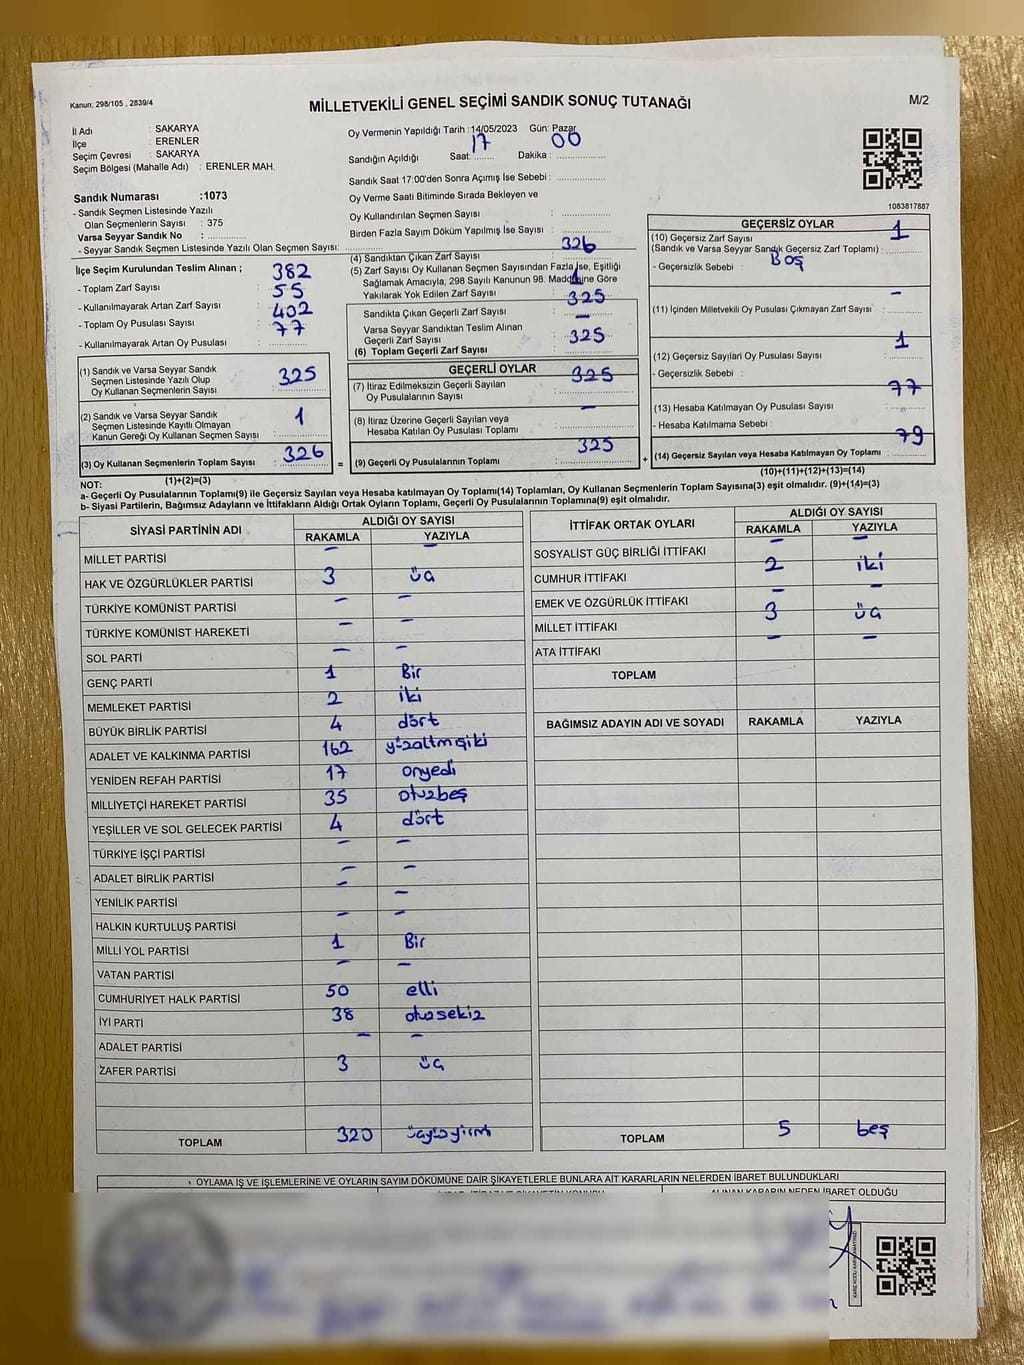 Kanun; 298/105 , 2839/4
MİLLETVEKİLİ GENEL SEÇİMİ SANDIK SONUÇ TUTANAĞI
M/2
İl Adı : SAKARYA
İlçe : ERENLER
Seçim Çevresi : SAKARYA
Seçim Bölgesi (Mahalle Adı) : ERENLER MAH.
Oy Vermenin Yapıldığı Tarih :14/05/2023 Gün: Pazar
Sandığın Açıldığı Saat: 17 Dakika : 00
Sandık Saat 17:00'den Sonra Açımış İse Sebebi :
Sandık Numarası :1073
- Sandık Seçmen Listesinde Yazılı
Olan Seçmenlerin Sayısı : 375
Varsa Seyyar Sandık No :
- Seyyar Sandık Seçmen Listesinde Yazılı Olan Seçmen Sayısı:
Oy Verme Saati Bitiminde Sırada Bekleyen ve
Oy Kullandırılan Seçmen Sayısı :
Birden Fazla Sayım Döküm Yapılmış İse Sayısı :
1083817887
İlçe Seçim Kurulundan Teslim Alınan ;
- Toplam Zarf Sayısı : 382
- Kullanılmayarak Artan Zarf Sayısı : 55
- Toplam Oy Pusulası Sayısı : 402
- Kullanılmayarak Artan Oy Pusulası : 77
(4) Sandıktan Çıkan Zarf Sayısı : 326
(5) Zarf Sayısı Oy Kullanan Seçmen Sayısından Fazla İse, Eşitliği
Sağlamak Amacıyla, 298 Sayılı Kanunun 98. Maddesine Göre
Yakılarak Yok Edilen Zarf Sayısı : 1
Sandıkta Çıkan Geçerli Zarf Sayısı : 325
Varsa Seyyar Sandıktan Teslim Alınan
Geçerli Zarf Sayısı : –
(6) Toplam Geçerli Zarf Sayısı : 325
GEÇERSİZ OYLAR
(10) Geçersiz Zarf Sayısı
(Sandık ve Varsa Seyyar Sandık Geçersiz Zarf Toplamı) : 1
- Geçersizlik Sebebi : Boş
(11) İçinden Milletvekili Oy Pusulası Çıkmayan Zarf Sayısı : –
(12) Geçersiz Sayılan Oy Pusulası Sayısı : 1
- Geçersizlik Sebebi :
(13) Hesaba Katılmayan Oy Pusulası Sayısı : 77
- Hesaba Katılmama Sebebi :
(14) Geçersiz Sayılan veya Hesaba Katılmayan Oy Toplamı : 79
(10)+(11)+(12)+(13)=(14)
(1) Sandık ve Varsa Seyyar Sandık
Seçmen Listesinde Yazılı Olup
Oy Kullanan Seçmenlerin Sayısı : 325
(2) Sandık ve Varsa Seyyar Sandık
Seçmen Listesinde Kayıtlı Olmayan
Kanun Gereği Oy Kullanan Seçmen Sayısı : 1
(3) Oy Kullanan Seçmenlerin Toplam Sayısı : 326
(1)+(2)=(3)
=
GEÇERLİ OYLAR
(7) İtiraz Edilmeksizin Geçerli Sayılan
Oy Pusulalarının Sayısı : 325
(8) İtiraz Üzerine Geçerli Sayılan veya
Hesaba Katılan Oy Pusulası Toplamı : –
(9) Geçerli Oy Pusulalarının Toplamı : 325
+
NOT:
a- Geçerli Oy Pusulalarının Toplamı(9) ile Geçersiz Sayılan veya Hesaba katılmayan Oy Toplamı(14) Toplamları, Oy Kullanan Seçmenlerin Toplam Sayısına(3) eşit olmalıdır. (9)+(14)=(3)
b- Siyasi Partilerin, Bağımsız Adayların ve İttifakların Aldığı Ortak Oyların Toplamı, Geçerli Oy Pusulalarının Toplamına(9) eşit olmalıdır.
SİYASİ PARTİNİN ADI ALDIĞI OY SAYISI
RAKAMLA YAZIYLA
MİLLET PARTİSİ – –
HAK VE ÖZGÜRLÜKLER PARTİSİ 3 üç
TÜRKİYE KOMÜNİST PARTİSİ – –
TÜRKİYE KOMÜNİST HAREKETİ – –
SOL PARTİ – –
GENÇ PARTİ 1 Bir
MEMLEKET PARTİSİ 2 iki
BÜYÜK BİRLİK PARTİSİ 4 dört
ADALET VE KALKINMA PARTİSİ 162 yüzaltmışiki
YENİDEN REFAH PARTİSİ 17 onyedi
MİLLİYETÇİ HAREKET PARTİSİ 35 otuzbeş
YEŞİLLER VE SOL GELECEK PARTİSİ 4 dört
TÜRKİYE İŞÇİ PARTİSİ – –
ADALET BİRLİK PARTİSİ – –
YENİLİK PARTİSİ – –
HALKIN KURTULUŞ PARTİSİ – –
MİLLİ YOL PARTİSİ 1 Bir
VATAN PARTİSİ – –
CUMHURİYET HALK PARTİSİ 50 elli
İYİ PARTİ 38 otuzsekiz
ADALET PARTİSİ – –
ZAFER PARTİSİ 3 üç
TOPLAM 320 üçyüzyirmi
İTTİFAK ORTAK OYLARI ALDIĞI OY SAYISI
RAKAMLA YAZIYLA
SOSYALİST GÜÇ BİRLİĞİ İTTİFAKI – –
CUMHUR İTTİFAKI 2 iki
EMEK VE ÖZGÜRLÜK İTTİFAKI – –
MİLLET İTTİFAKI 3 üç
ATA İTTİFAKI – –
TOPLAM
BAĞIMSIZ ADAYIN ADI VE SOYADI RAKAMLA YAZIYLA
TOPLAM 5 beş
OYLAMA İŞ VE İŞLEMLERİNE VE OYLARIN SAYIM DÖKÜMÜNE DAİR ŞİKAYETLERLE BUNLARA AİT KARARLARIN NELERDEN İBARET BULUNDUKLARI
ALINAN KARARIN NEDEN İBARET OLDUĞU